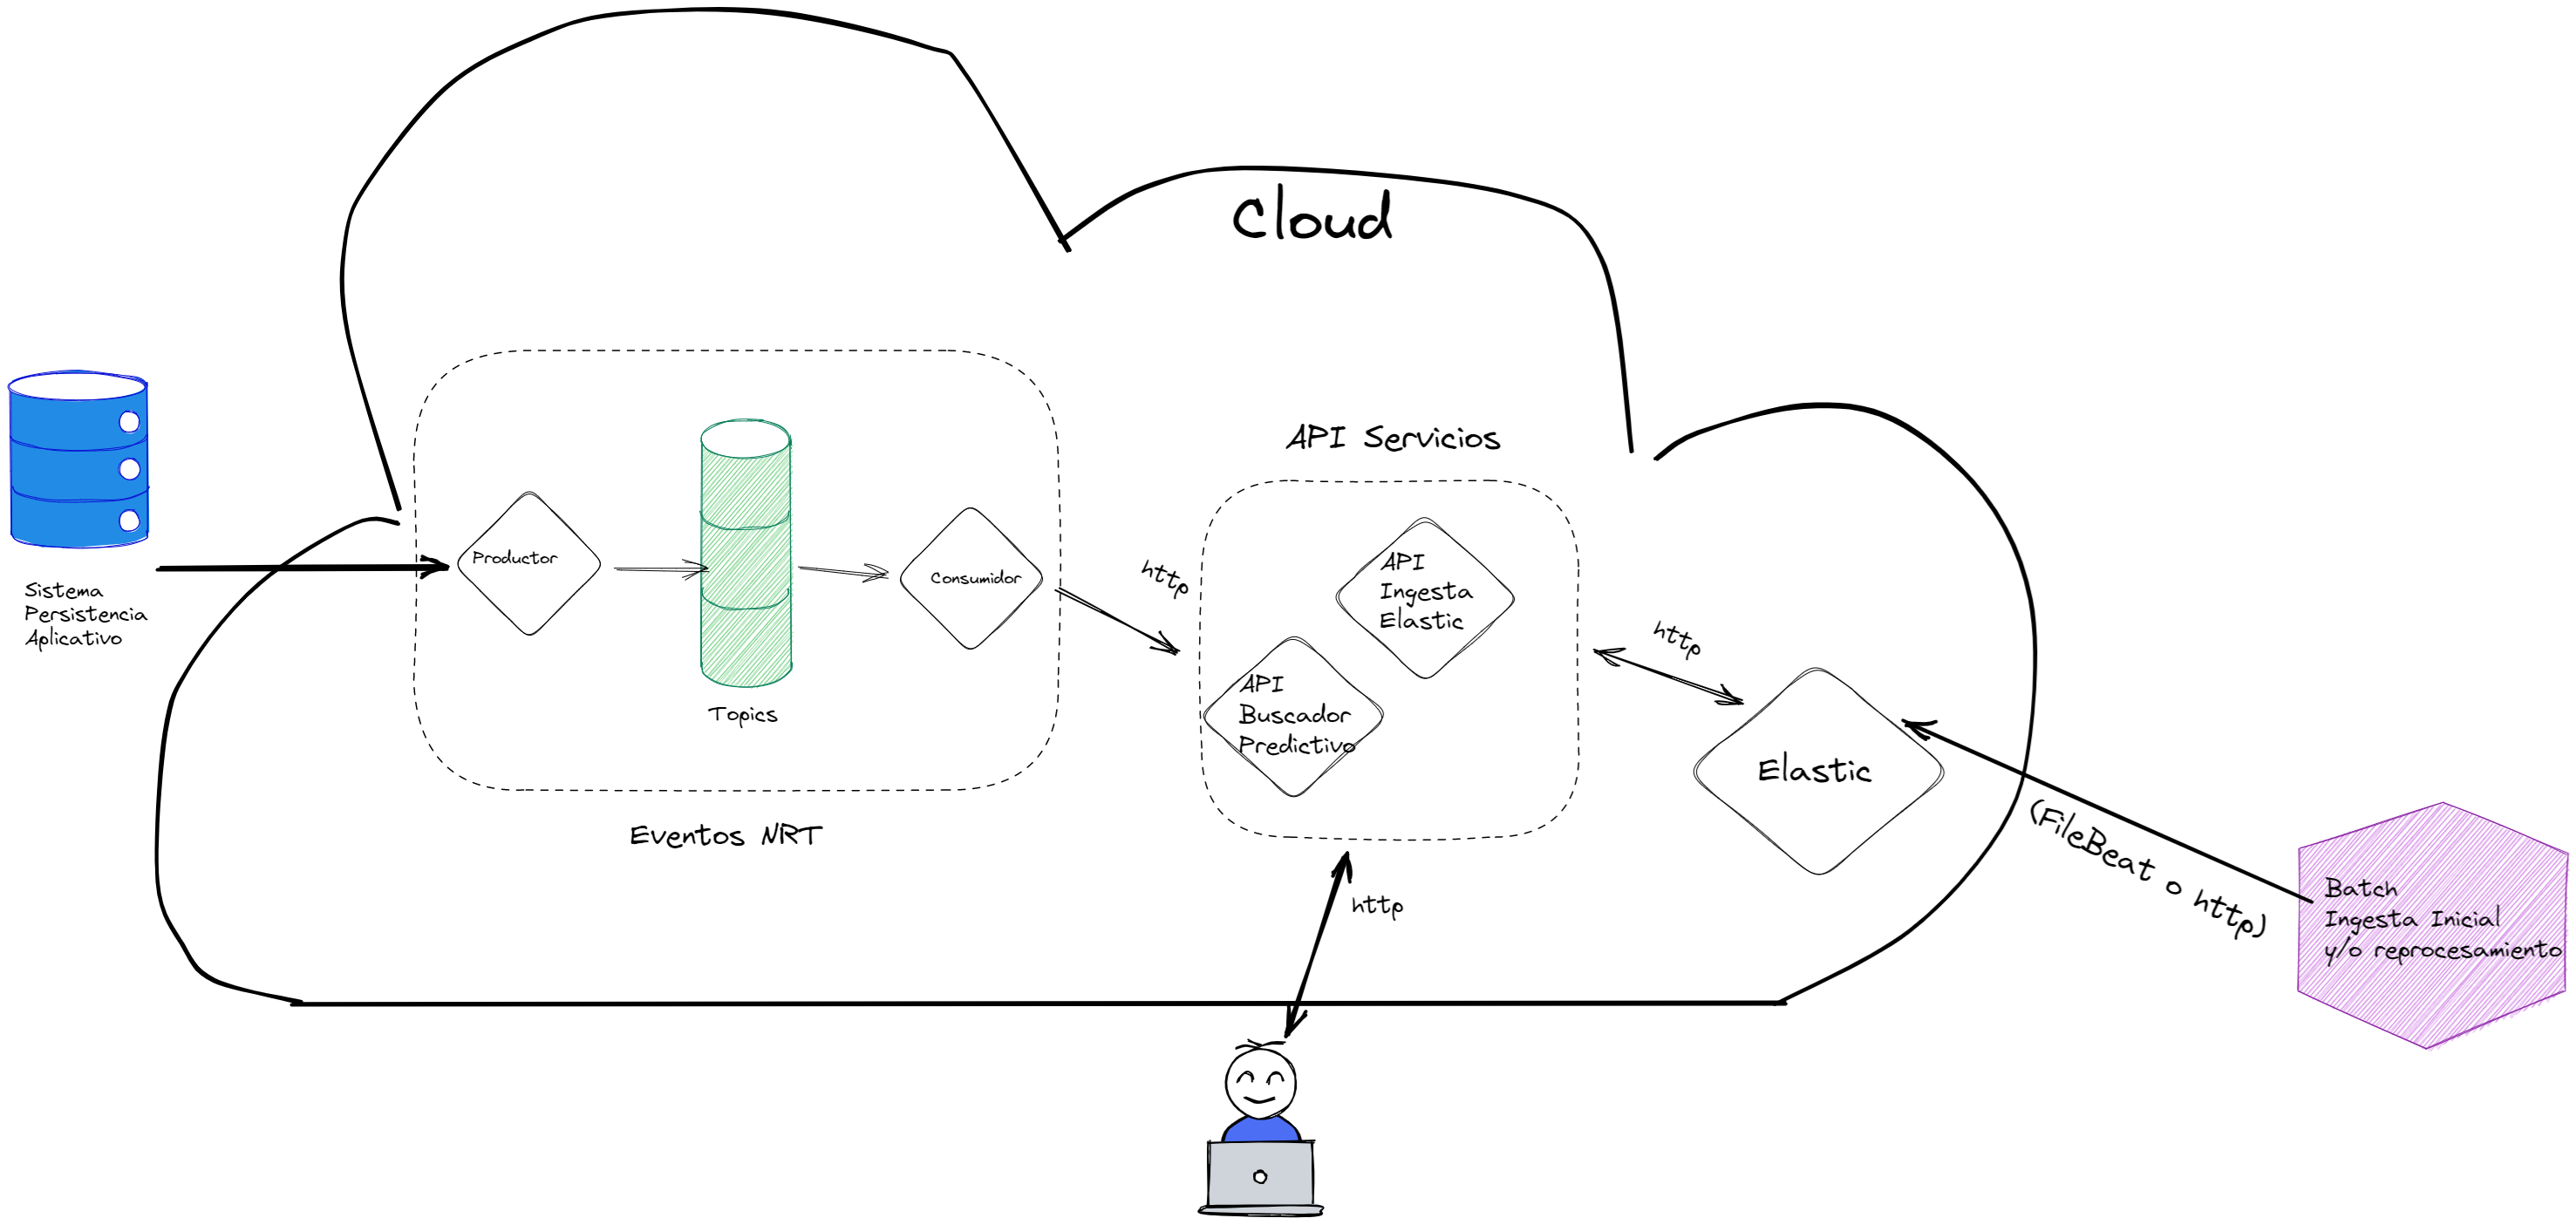 Cloud
Sistema
Persistencia
Aplicativo
Productor
Topics
Consumidor
Eventos NRT
http
API Servicios
API
Ingesta
Elastic
API
Buscador
Predictivo
http
http
Elastic
(FileBeat o http)
Batch
Ingesta Inicial
y/o reprocesamiento